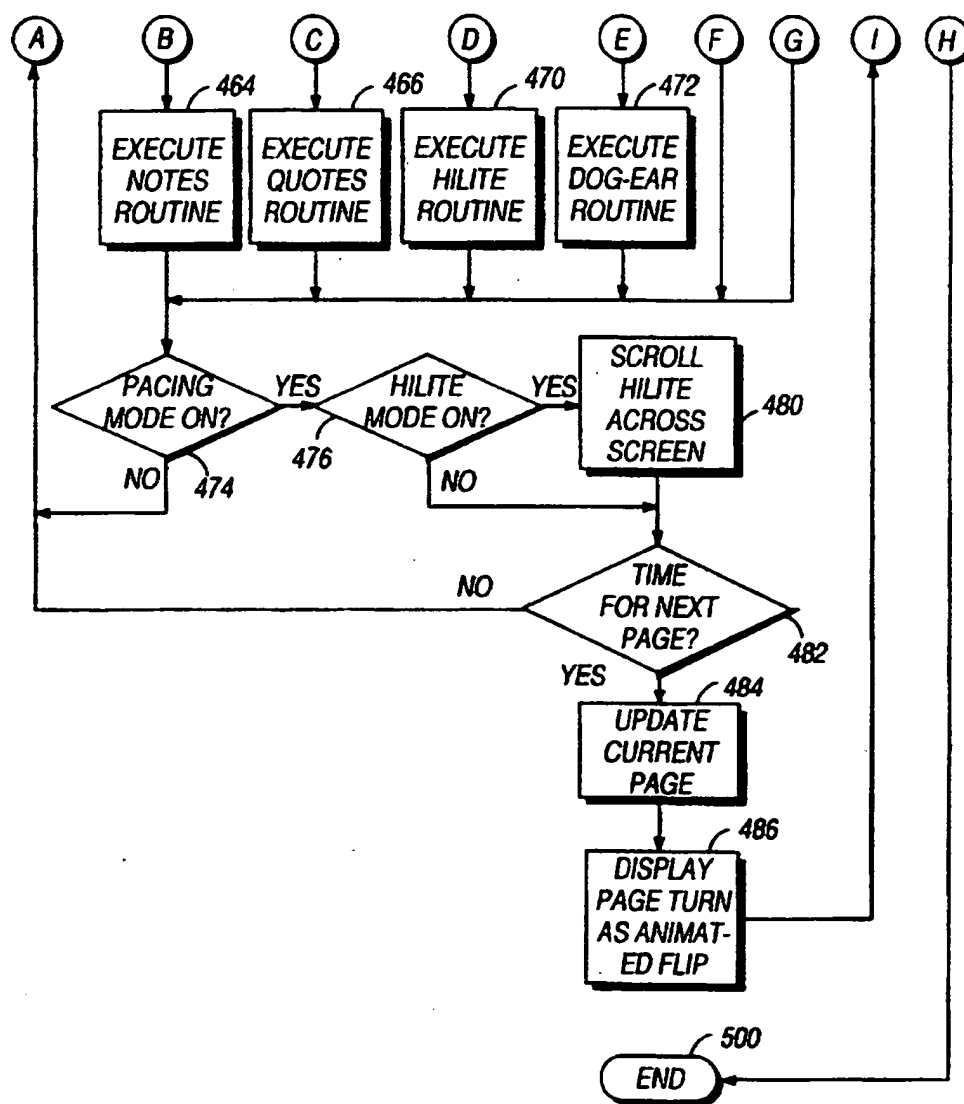 A B C D E F G I H
464 466 470 472
EXECUTE
NOTES
ROUTINE
EXECUTE
QUOTES
ROUTINE
EXECUTE
HILITE
ROUTINE
EXECUTE
DOG-EAR
ROUTINE
PACING
MODE ON?
YES
NO
474
HILITE
MODE ON?
YES
476
NO
SCROLL
HILITE
ACROSS
SCREEN
480
TIME
FOR NEXT
PAGE?
NO
482
YES
484
UPDATE
CURRENT
PAGE
486
DISPLAY
PAGE TURN
AS ANIMAT-
ED FLIP
500
END